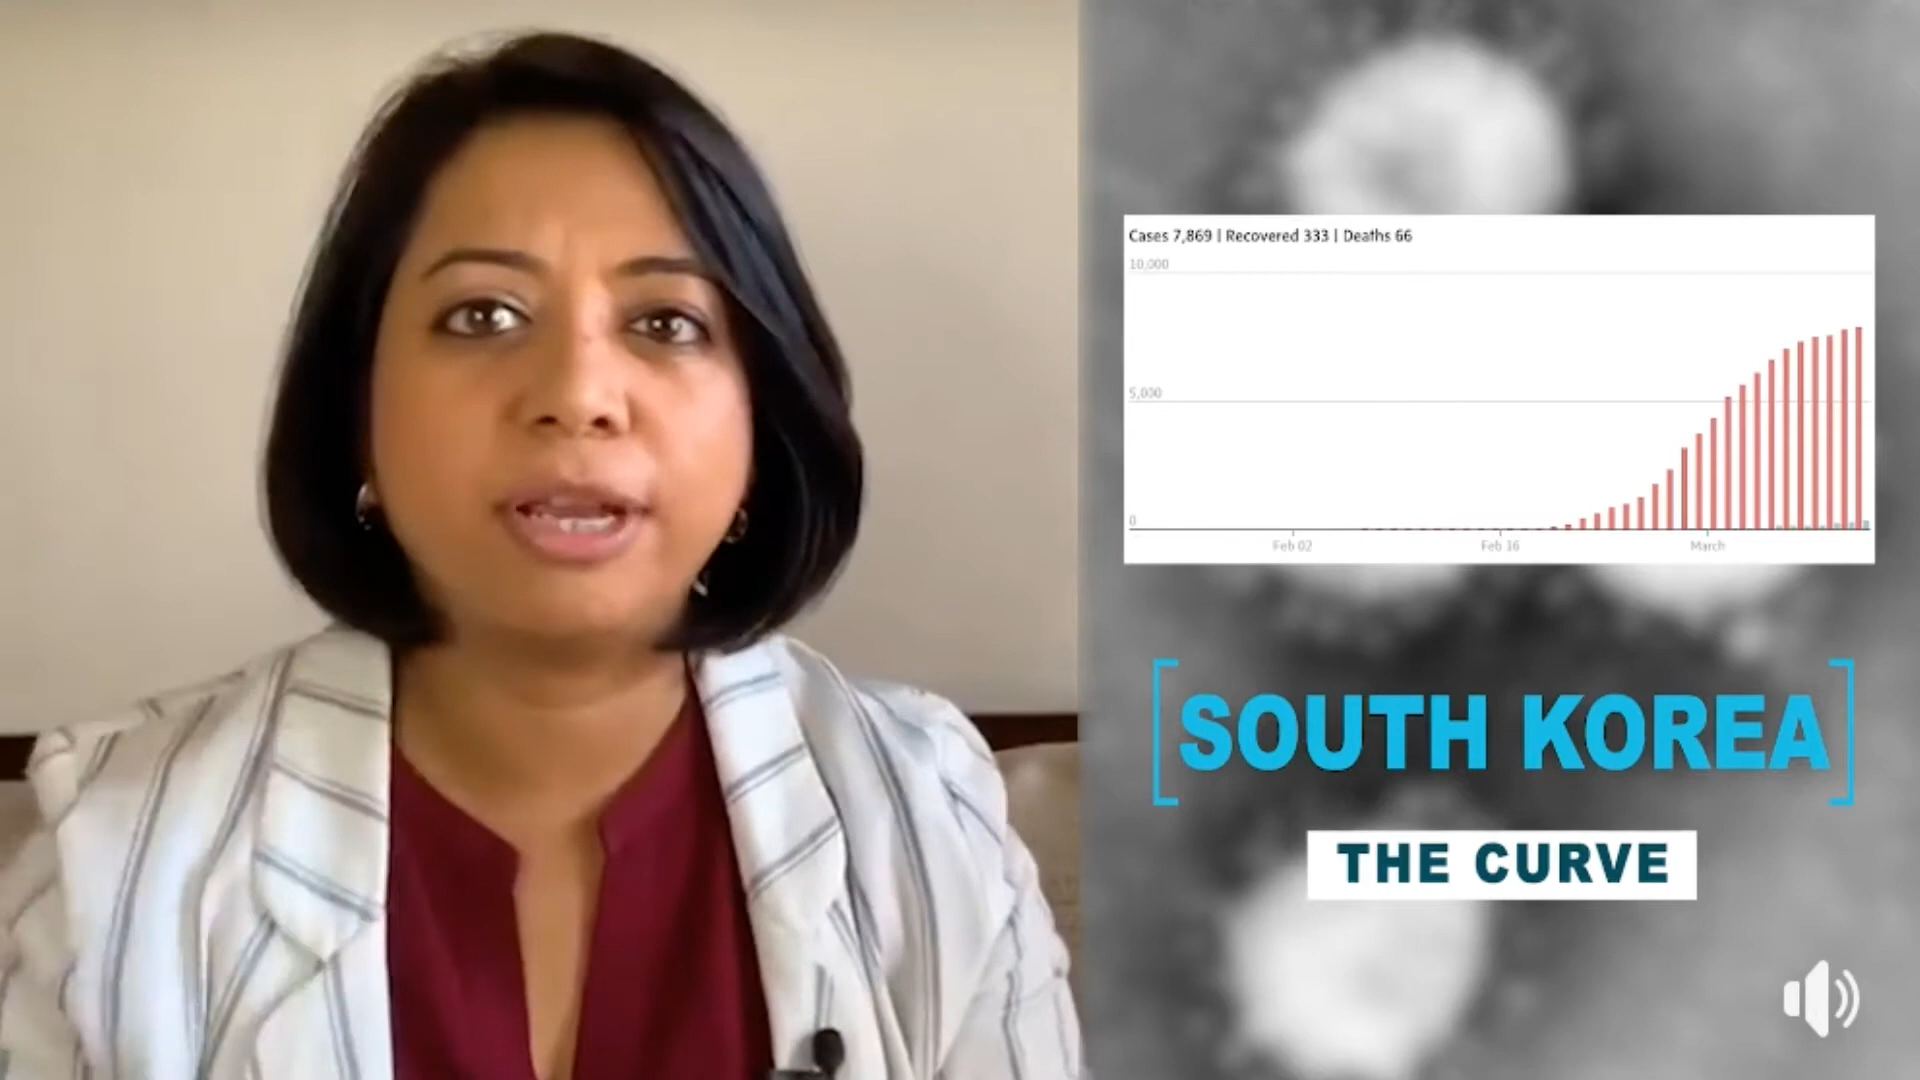 Cases 7,869 | Recovered 333 | Deaths 66
10,000
5,000
0
Feb 02 Feb 16 March
[SOUTH KOREA]
THE CURVE